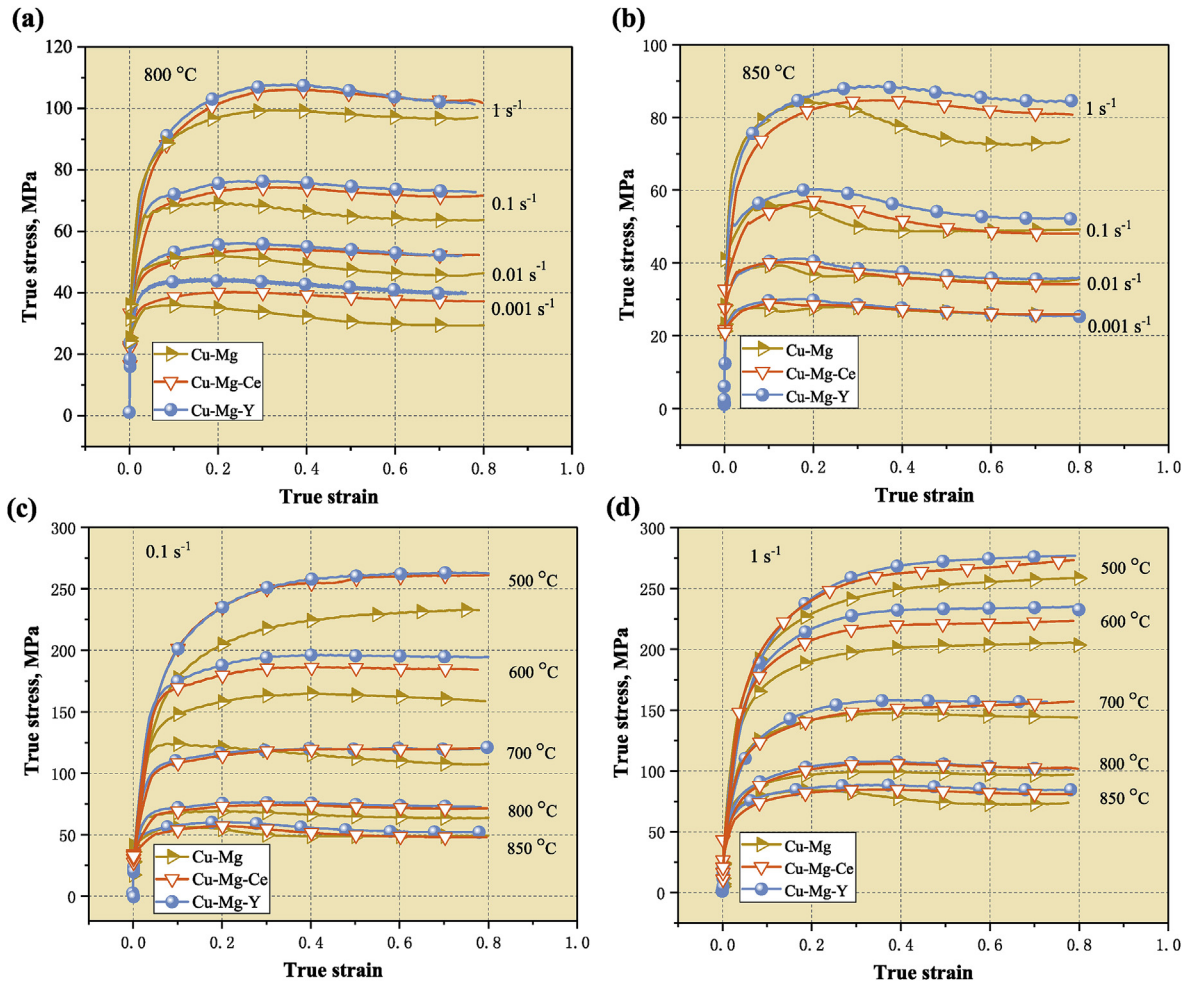 (a)
120
100
80
60
40
20
0
True stress, MPa
800 °C
1 s-1
0.1 s-1
0.01 s-1
0.001 s-1
Cu-Mg
Cu-Mg-Ce
Cu-Mg-Y
0.0 0.2 0.4 0.6 0.8 1.0
True strain
(b)
100
80
60
40
20
0
True stress, MPa
850 °C
1 s-1
0.1 s-1
0.01 s-1
0.001 s-1
Cu-Mg
Cu-Mg-Ce
Cu-Mg-Y
0.0 0.2 0.4 0.6 0.8 1.0
True strain
(c)
300
250
200
150
100
50
0
True stress, MPa
0.1 s-1
500 °C
600 °C
700 °C
800 °C
850 °C
Cu-Mg
Cu-Mg-Ce
Cu-Mg-Y
0.0 0.2 0.4 0.6 0.8 1.0
True strain
(d)
300
250
200
150
100
50
0
True stress, MPa
1 s-1
500 °C
600 °C
700 °C
800 °C
850 °C
Cu-Mg
Cu-Mg-Ce
Cu-Mg-Y
0.0 0.2 0.4 0.6 0.8 1.0
True strain